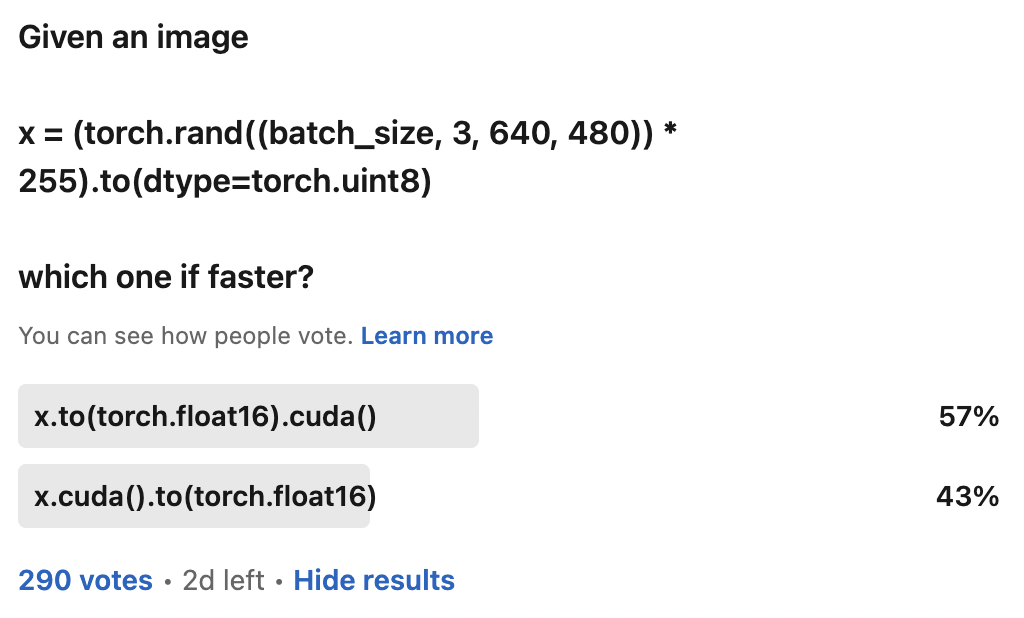 Given an image
x = (torch.rand((batch_size, 3, 640, 480)) *
255).to(dtype=torch.uint8)
which one if faster?
You can see how people vote. Learn more
x.to(torch.float16).cuda() 57%
x.cuda().to(torch.float16) 43%
290 votes • 2d left • Hide results